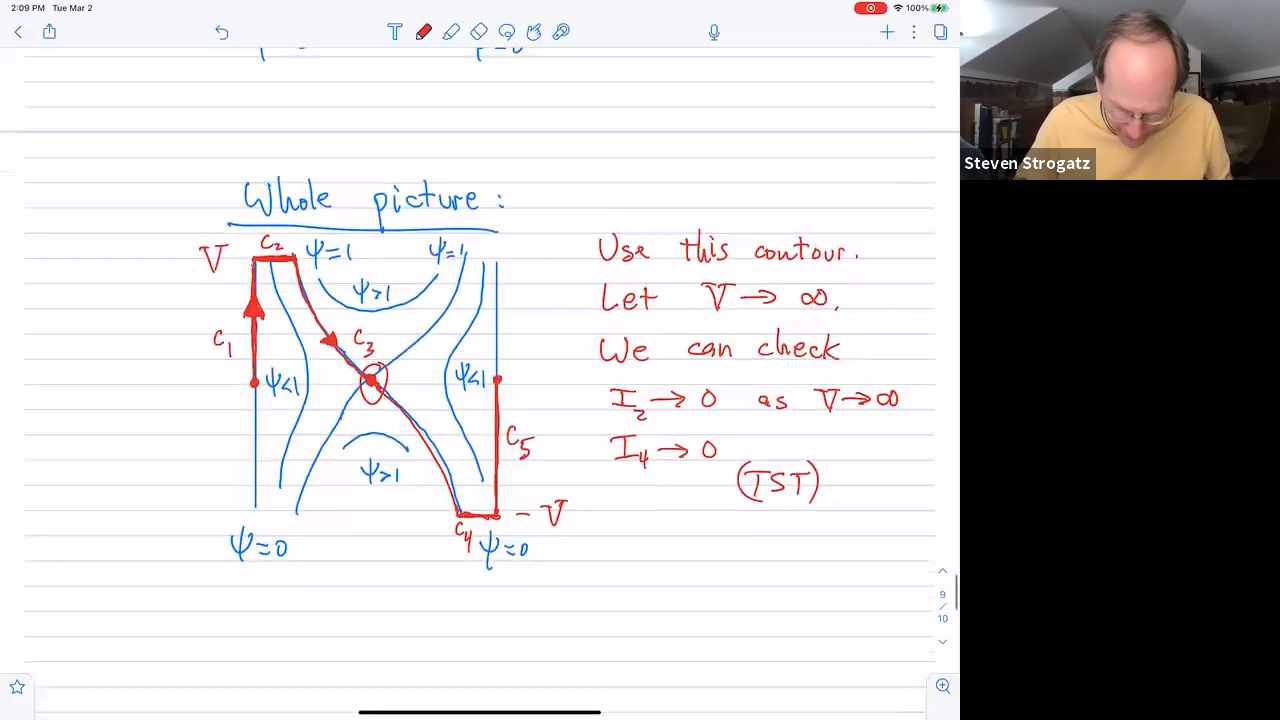 2:09 PM Tue Mar 2
100%
Steven Strogatz
Whole picture:
V
C2
ψ=1
ψ=1
ψ>1
C1
C3
ψ<1
ψ<1
C5
ψ>1
C4
- V
ψ=0
ψ=0
Use this contour.
Let V → ∞.
We can check
I2 → 0 as V→∞
I4 → 0
(TST)
9
/
10